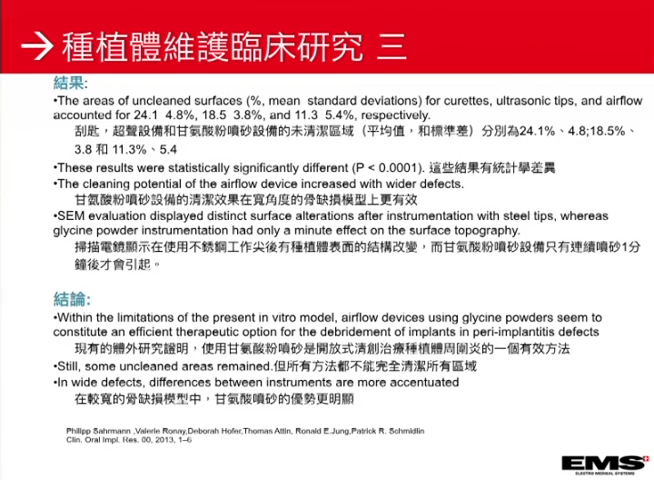 →種植體維護臨床研究 三
結果:
•The areas of uncleaned surfaces (%, mean standard deviations) for curettes, ultrasonic tips, and airflow
accounted for 24.1 4.8%, 18.5 3.8%, and 11.3 5.4%, respectively.
刮匙，超聲設備和甘氨酸粉噴砂設備的未清潔區域（平均值，和標準差）分別為24.1%、4.8;18.5%、
3.8 和 11.3%、5.4
•These results were statistically significantly different (P < 0.0001). 這些結果有統計學差異
•The cleaning potential of the airflow device increased with wider defects.
甘氨酸粉噴砂設備的清潔效果在寬角度的骨缺損模型上更有效
•SEM evaluation displayed distinct surface alterations after instrumentation with steel tips, whereas
glycine powder instrumentation had only a minute effect on the surface topography.
掃描電鏡顯示在使用不銹鋼工作尖後有種植體表面的結構改變，而甘氨酸粉噴砂設備只有連續噴砂1分
鐘後才會引起。
結論:
•Within the limitations of the present in vitro model, airflow devices using glycine powders seem to
constitute an efficient therapeutic option for the debridement of implants in peri-implantitis defects
現有的體外研究證明，使用甘氨酸粉噴砂是開放式清創治療種植體周圍炎的一個有效方法
•Still, some uncleaned areas remained.但所有方法都不能完全清潔所有區域
•In wide defects, differences between instruments are more accentuated
在較寬的骨缺損模型中，甘氨酸噴砂的優勢更明顯
Philipp Sahrmann ,Valerie Ronay,Deborah Hofer,Thomas Attin, Ronald E.Jung,Patrick R. Schmidlin
Clin. Oral Impl. Res. 00, 2013, 1–6
EMS+
ELECTRO MEDICAL SYSTEMS